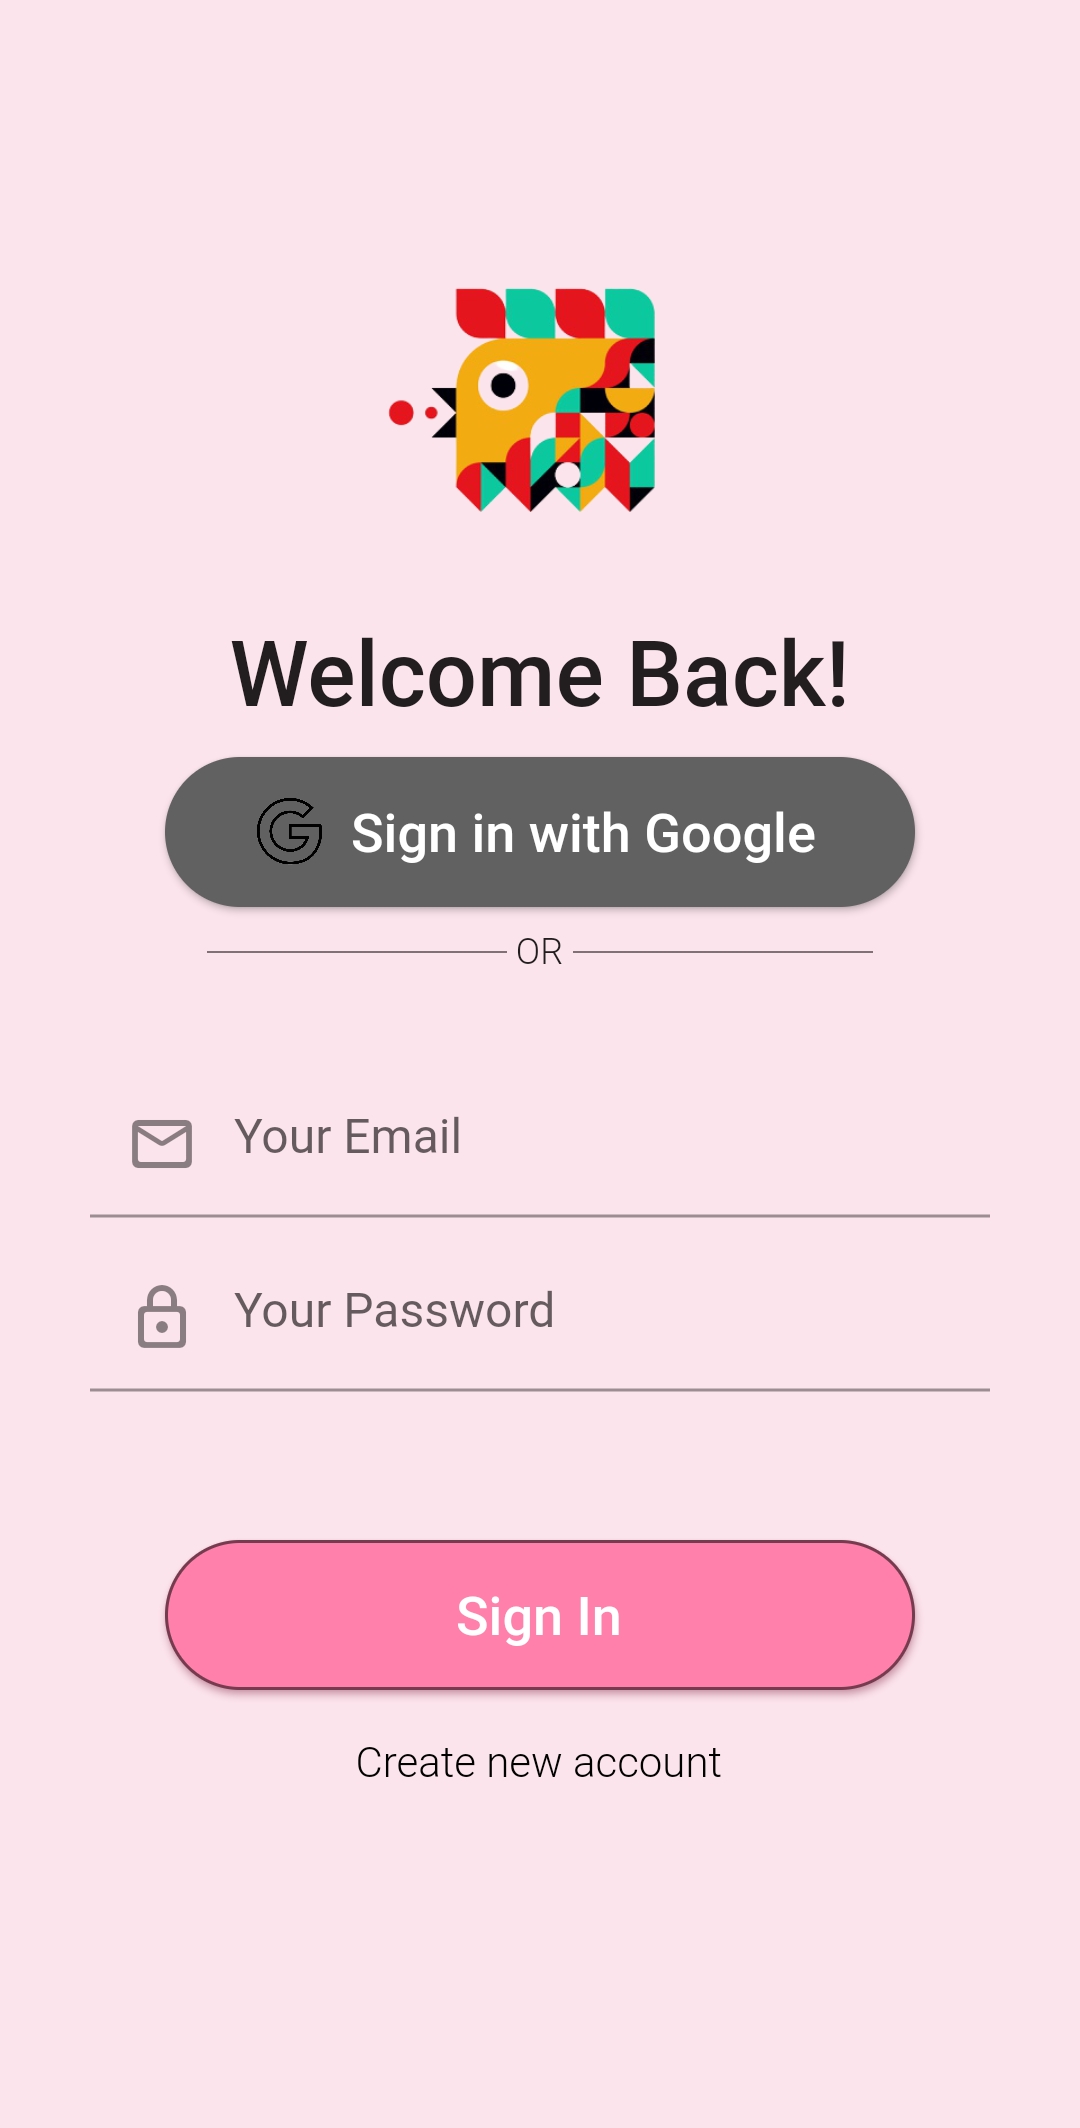 Welcome Back!
Sign in with Google
OR
Your Email
Your Password
Sign In
Create new account